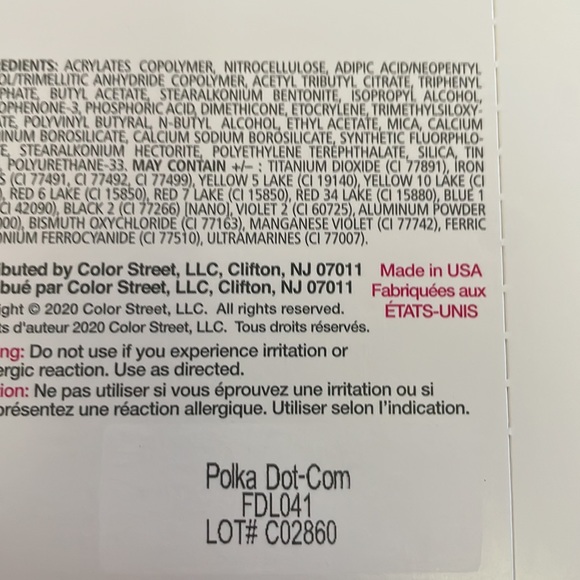 EDIENTS: ACRYLATES COPOLYMER, NITROCELLULOSE, ADIPIC ACID/NEOPENTYL
OL/TRIMELLITIC ANHYDRIDE COPOLYMER, ACETYL TRIBUTYL CITRATE, TRIPHENYL
PHATE, BUTYL ACETATE, STEARALKONIUM BENTONITE, ISOPROPYL ALCOHOL,
OPHENONE-3, PHOSPHORIC ACID, DIMETHICONE, ETOCRYLENE, TRIMETHYLSILOXY-
ATE, POLYVINYL BUTYRAL, N-BUTYL ALCOHOL, ETHYL ACETATE, MICA, CALCIUM
INUM BOROSILICATE, CALCIUM SODIUM BOROSILICATE, SYNTHETIC FLUORPHLO-
E, STEARALKONIUM HECTORITE, POLYETHYLENE TEREPHTHALATE, SILICA, TIN
, POLYURETHANE-33. MAY CONTAIN +/– : TITANIUM DIOXIDE (CI 77891), IRON
S (CI 77491, CI 77492, CI 77499), YELLOW 5 LAKE (CI 19140), YELLOW 10 LAKE (CI
), RED 6 LAKE (CI 15850), RED 7 LAKE (CI 15850), RED 34 LAKE (CI 15880), BLUE 1
CI 42090), BLACK 2 (CI 77266) [NANO], VIOLET 2 (CI 60725), ALUMINUM POWDER
000), BISMUTH OXYCHLORIDE (CI 77163), MANGANESE VIOLET (CI 77742), FERRIC
ONIUM FERROCYANIDE (CI 77510), ULTRAMARINES (CI 77007).
ibuted by Color Street, LLC, Clifton, NJ 07011
ibué par Color Street, LLC, Clifton, NJ 07011
Made in USA
Fabriquées aux
ÉTATS-UNIS
ight © 2020 Color Street, LLC. All rights reserved.
ts d'auteur 2020 Color Street, LLC. Tous droits réservés.
ng: Do not use if you experience irritation or
ergic reaction. Use as directed.
ion: Ne pas utiliser si vous éprouvez une irritation ou si
présentez une réaction allergique. Utiliser selon l'indication.
Polka Dot-Com
FDL041
LOT# C02860